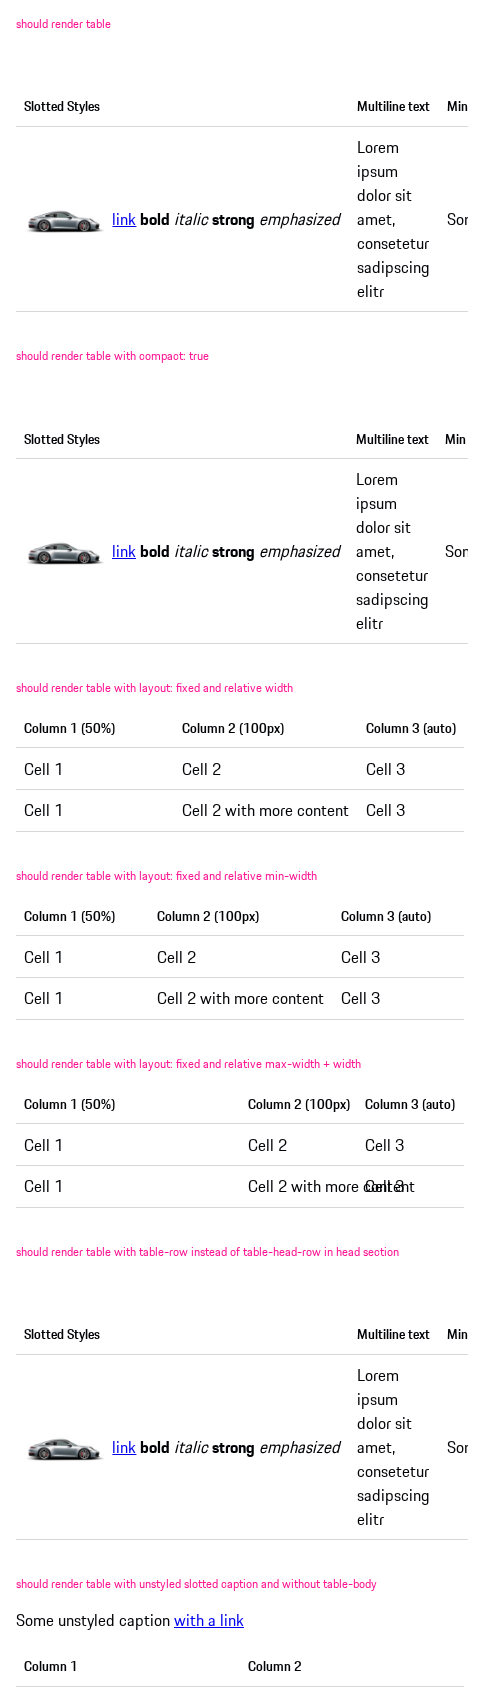 should render table
Slotted Styles Multiline text Min
Lorem
ipsum
dolor sit
amet,
link bold italic strong emphasized Sor
consetetur
sadipscing
elitr
should render table with compact: true
Slotted Styles Multiline text Min
Lorem
ipsum
dolor sit
amet,
link bold italic strong emphasized Son
consetetur
sadipscing
elitr
should render table with layout: fixed and relative width
Column 1 (50%) Column 2 (100px) Column 3 (auto)
Cell 1 Cell 2 Cell 3
Cell 1 Cell 2 with more content Cell 3
should render table with layout: fixed and relative min-width
Column 1 (50%) Column 2 (100px) Column 3 (auto)
Cell 1 Cell 2 Cell 3
Cell 1 Cell 2 with more content Cell 3
should render table with layout: fixed and relative max-width + width
Column 1 (50%) Column 2 (100px) Column 3 (auto)
Cell 1 Cell 2 Cell 3
Cell 1 Cell 2 with more content Cell 3
should render table with table-row instead of table-head-row in head section
Slotted Styles Multiline text Min
Lorem
ipsum
dolor sit
amet,
link bold italic strong emphasized Sor
consetetur
sadipscing
elitr
should render table with unstyled slotted caption and without table-body
Some unstyled caption with a link
Column 1 Column 2